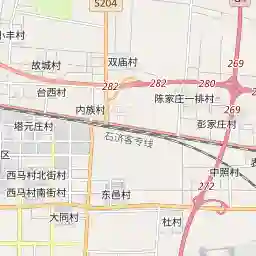 S204
小丰村
双庙村
269
故城村
282
282
280
台西村
陈家庄一排村
269
内族村
塔元庄村
彭家庄村
石济客专线
区
西马村北街村
中照村
272
西马村南街村
东邑村
大同村
杜村